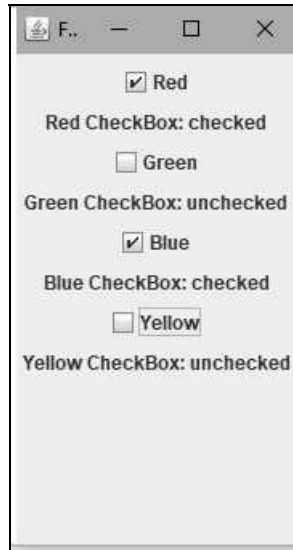 F..
Red
Red CheckBox: checked
Green
Green CheckBox: unchecked
Blue
Blue CheckBox: checked
Yellow
Yellow CheckBox: unchecked